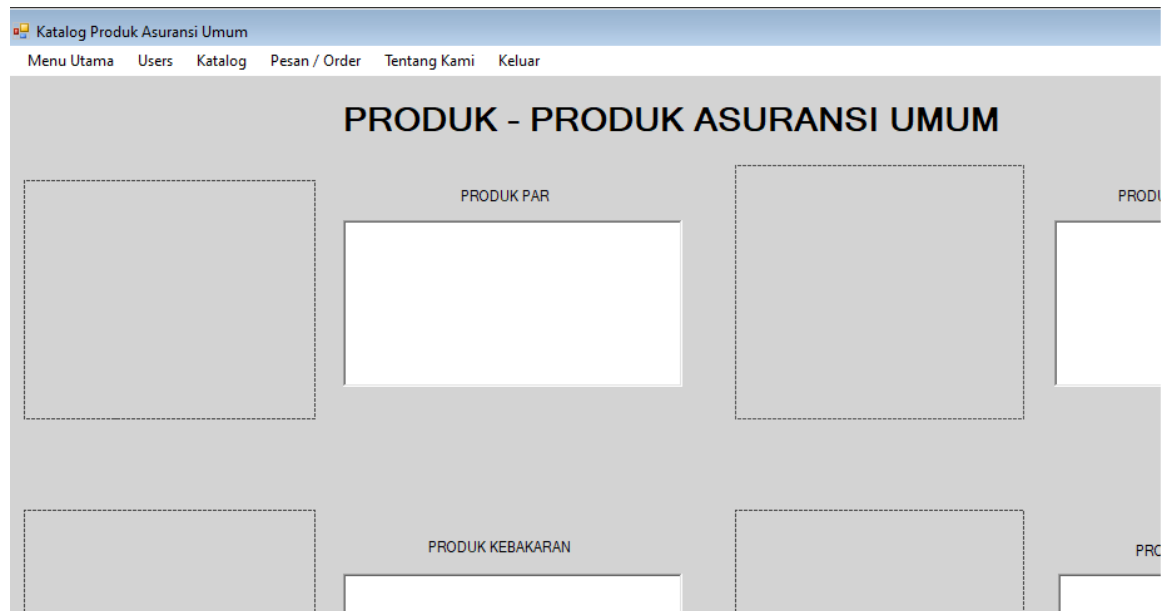 Katalog Produk Asuransi Umum
Menu Utama Users Katalog Pesan / Order Tentang Kami Keluar
PRODUK - PRODUK ASURANSI UMUM
PRODUK PAR
PRODUK KEBAKARAN